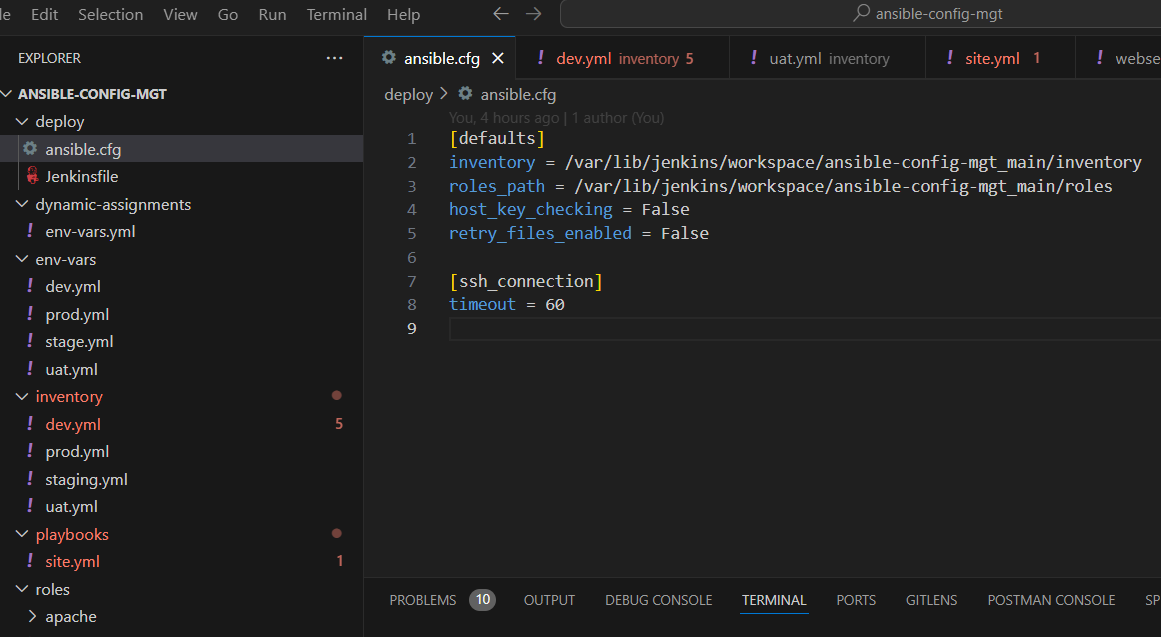 le Edit Selection View Go Run Terminal Help ansible-config-mgt
EXPLORER
ANSIBLE-CONFIG-MGT
deploy
ansible.cfg
Jenkinsfile
dynamic-assignments
! env-vars.yml
env-vars
! dev.yml
! prod.yml
! stage.yml
! uat.yml
inventory
! dev.yml 5
! prod.yml
! staging.yml
! uat.yml
playbooks
! site.yml 1
roles
apache
ansible.cfg ! dev.yml inventory 5 ! uat.yml inventory ! site.yml 1 ! webse
deploy > ansible.cfg
You, 4 hours ago | 1 author (You)
1 [defaults]
2 inventory = /var/lib/jenkins/workspace/ansible-config-mgt_main/inventory
3 roles_path = /var/lib/jenkins/workspace/ansible-config-mgt_main/roles
4 host_key_checking = False
5 retry_files_enabled = False
6
7 [ssh_connection]
8 timeout = 60
9
PROBLEMS 10 OUTPUT DEBUG CONSOLE TERMINAL PORTS GITLENS POSTMAN CONSOLE SP